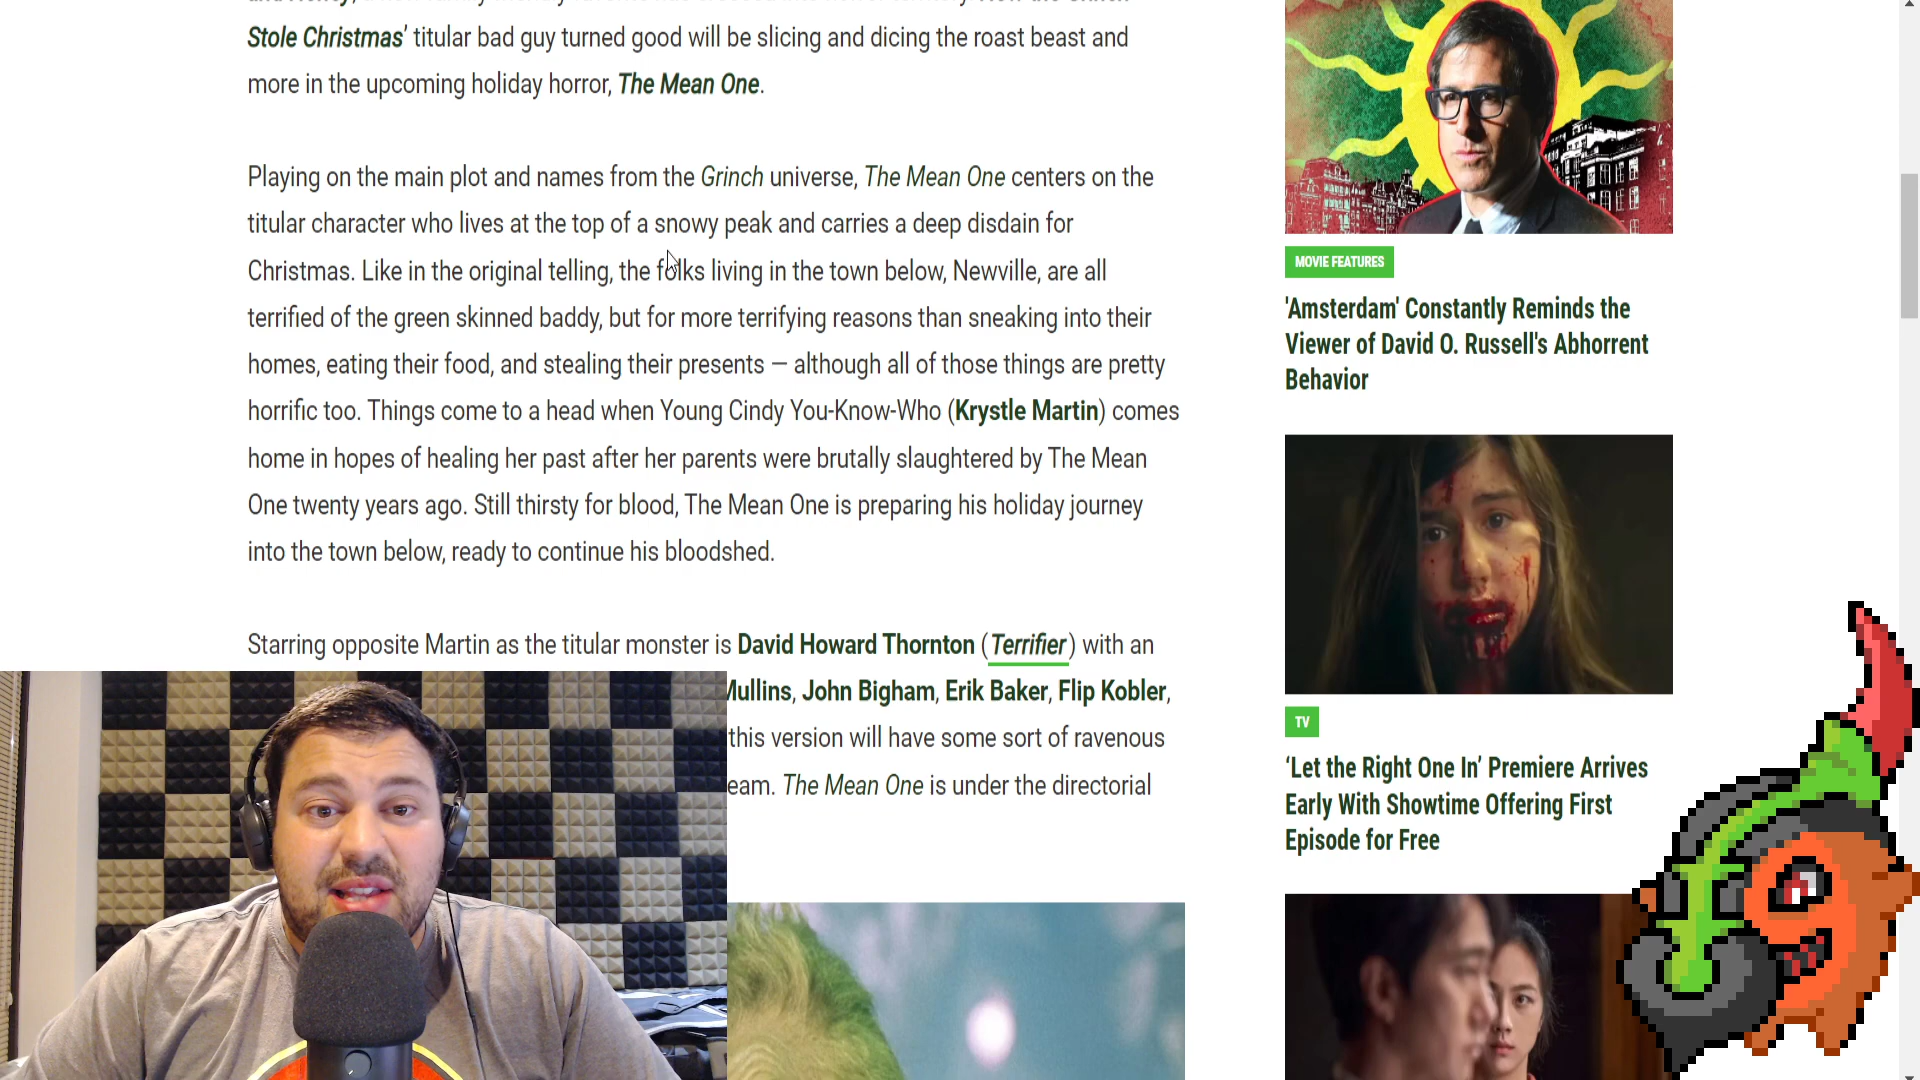 Stole Christmas' titular bad guy turned good will be slicing and dicing the roast beast and
more in the upcoming holiday horror, The Mean One.
Playing on the main plot and names from the Grinch universe, The Mean One centers on the
titular character who lives at the top of a snowy peak and carries a deep disdain for
Christmas. Like in the original telling, the folks living in the town below, Newville, are all
terrified of the green skinned baddy, but for more terrifying reasons than sneaking into their
homes, eating their food, and stealing their presents — although all of those things are pretty
horrific too. Things come to a head when Young Cindy You-Know-Who (Krystle Martin) comes
home in hopes of healing her past after her parents were brutally slaughtered by The Mean
One twenty years ago. Still thirsty for blood, The Mean One is preparing his holiday journey
into the town below, ready to continue his bloodshed.
Starring opposite Martin as the titular monster is David Howard Thornton (Terrifier) with an
Mullins, John Bigham, Erik Baker, Flip Kobler,
this version will have some sort of ravenous
eam. The Mean One is under the directorial
MOVIE FEATURES
'Amsterdam' Constantly Reminds the
Viewer of David O. Russell's Abhorrent
Behavior
TV
‘Let the Right One In’ Premiere Arrives
Early With Showtime Offering First
Episode for Free